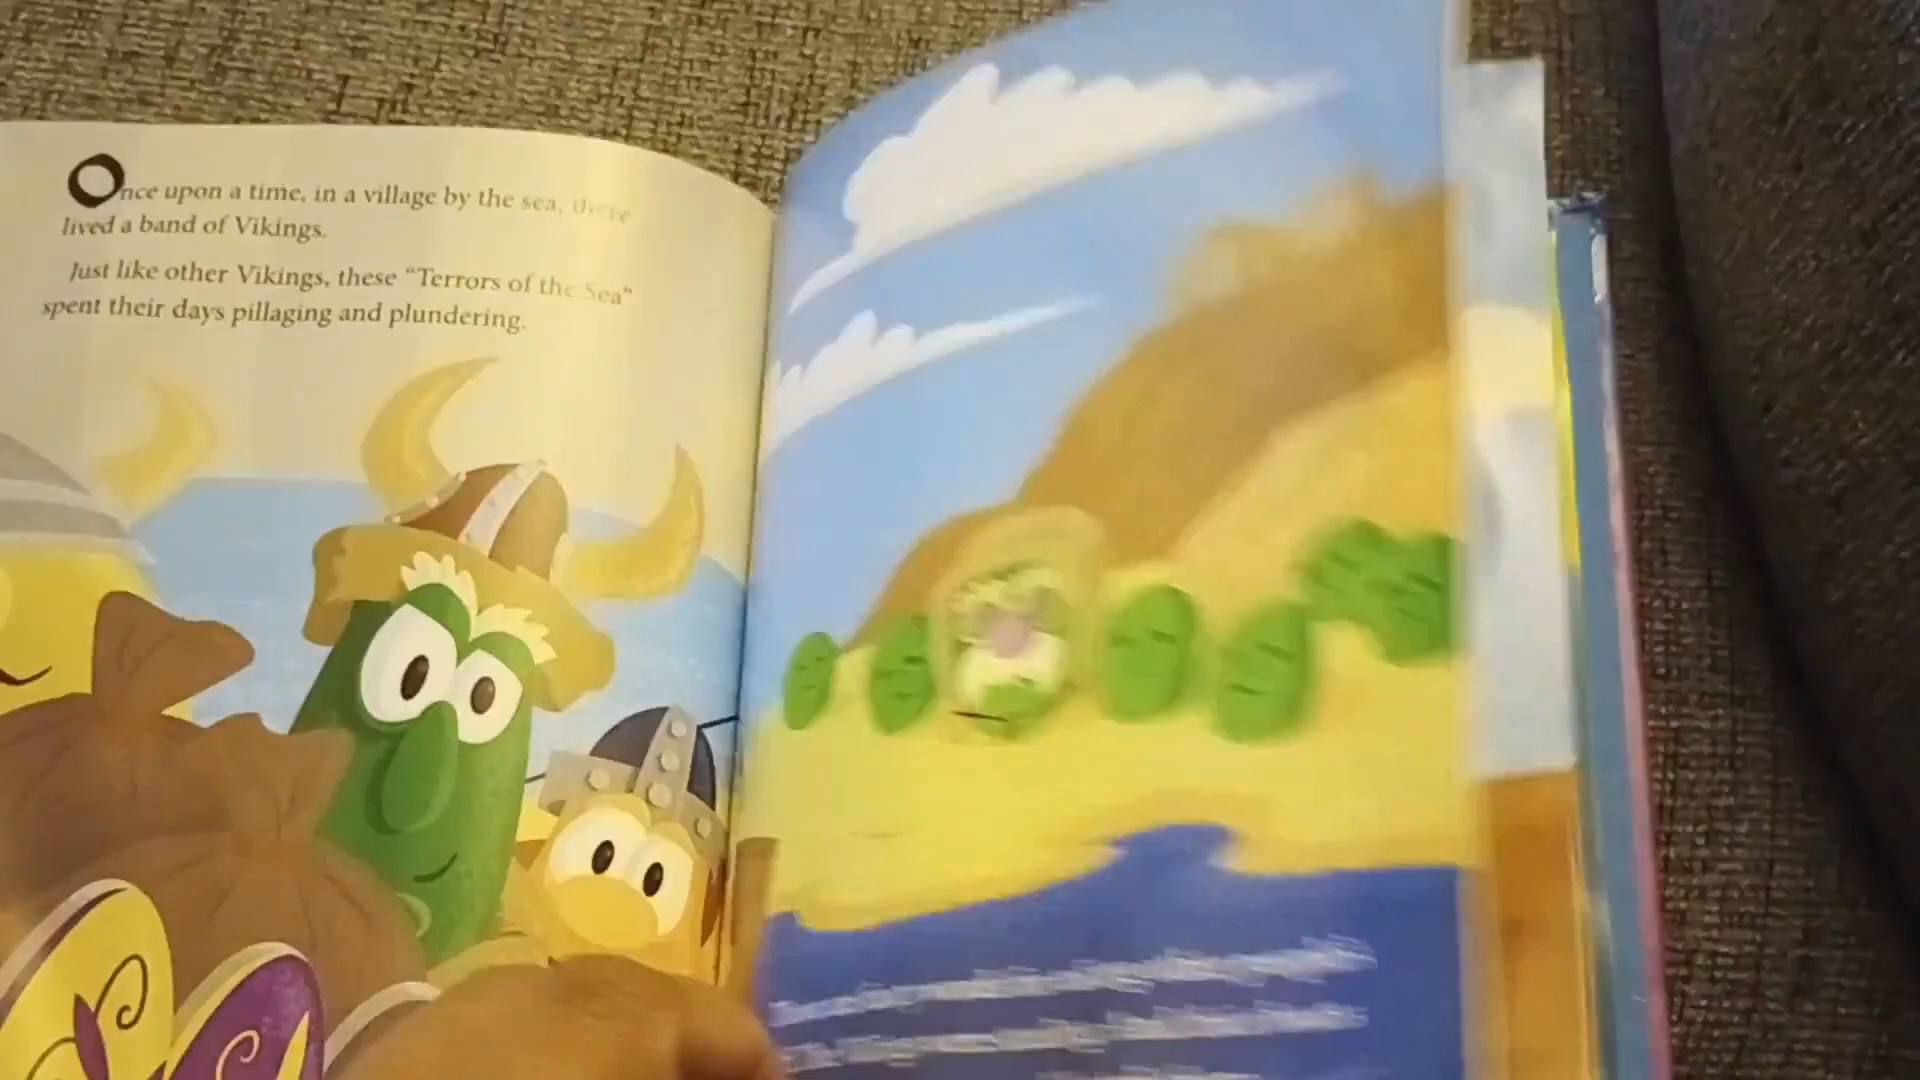 Once upon a time, in a village by the sea, there
lived a band of Vikings.
Just like other Vikings, these “Terrors of the Sea”
spent their days pillaging and plundering.